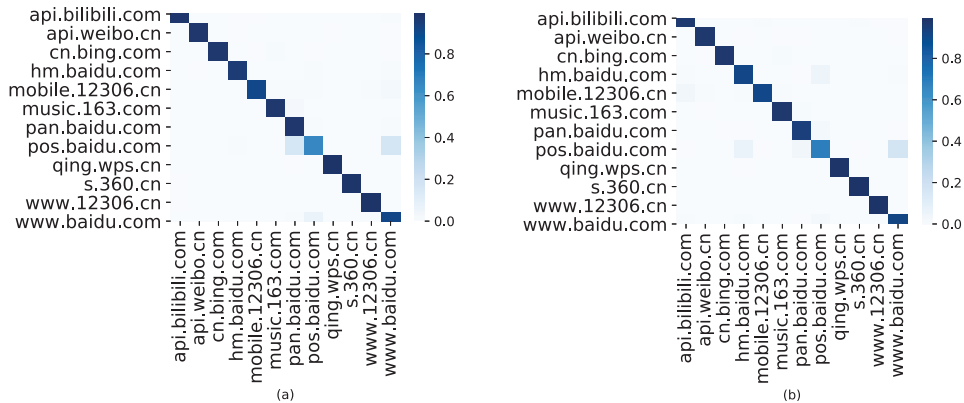 api.bilibili.com
api.weibo.cn
cn.bing.com
hm.baidu.com
mobile.12306.cn
music.163.com
pan.baidu.com
pos.baidu.com
qing.wps.cn
s.360.cn
www.12306.cn
www.baidu.com
api.bilibili.com
api.weibo.cn
cn.bing.com
hm.baidu.com
mobile.12306.cn
music.163.com
pan.baidu.com
pos.baidu.com
qing.wps.cn
s.360.cn
www.12306.cn
www.baidu.com
0.8
0.6
0.4
0.2
0.0
(a)
api.bilibili.com
api.weibo.cn
cn.bing.com
hm.baidu.com
mobile.12306.cn
music.163.com
pan.baidu.com
pos.baidu.com
qing.wps.cn
s.360.cn
www.12306.cn
www.baidu.com
api.bilibili.com
api.weibo.cn
cn.bing.com
hm.baidu.com
mobile.12306.cn
music.163.com
pan.baidu.com
pos.baidu.com
qing.wps.cn
s.360.cn
www.12306.cn
www.baidu.com
0.8
0.6
0.4
0.2
0.0
(b)